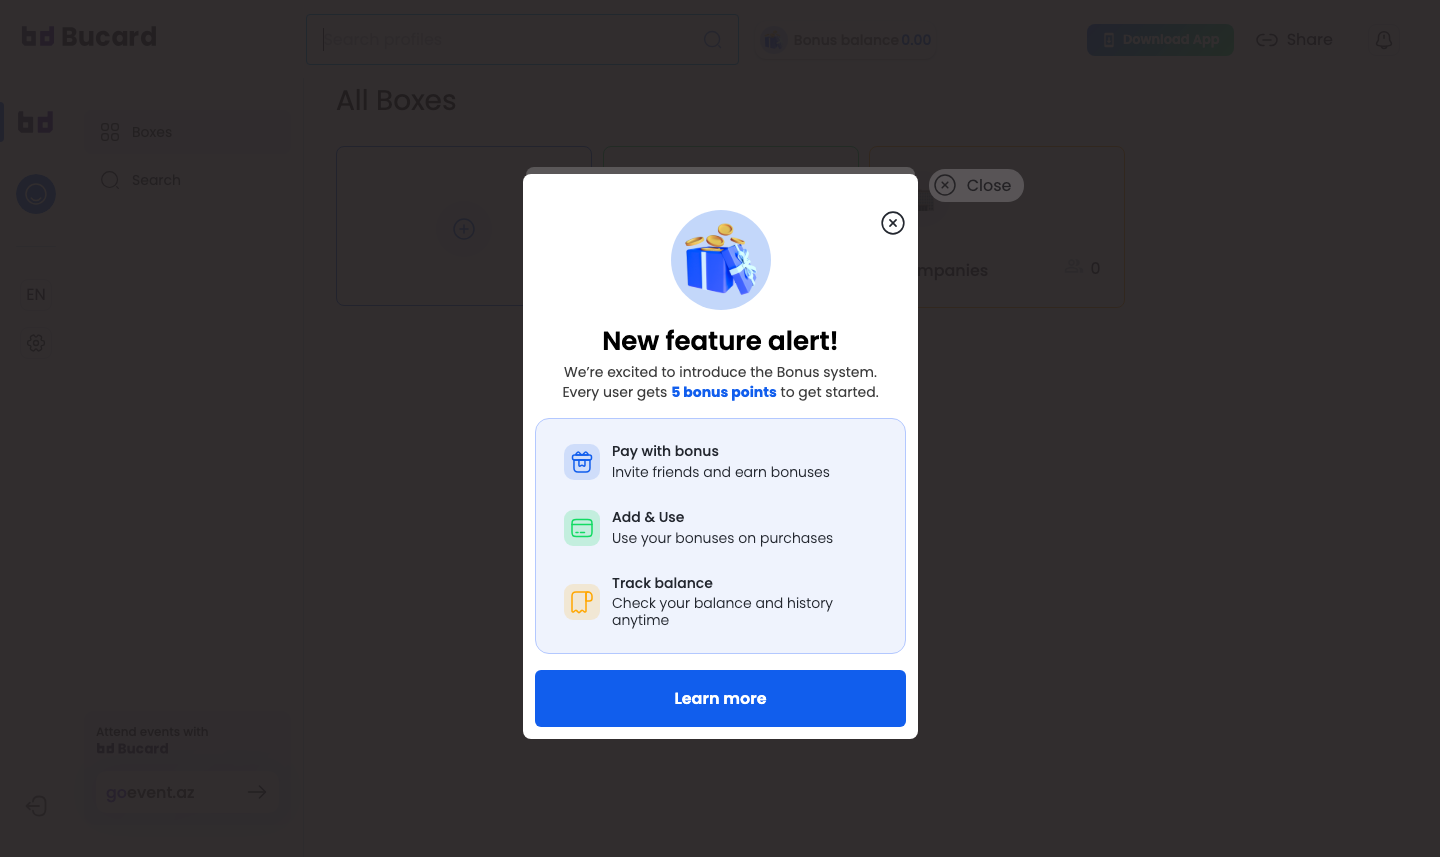 bd Bucard
Search profiles
Bonus balance 0.00
Download App
Share
All Boxes
bd
Boxes
Search
EN
Close
mpanies
0
New feature alert!
We’re excited to introduce the Bonus system.
Every user gets 5 bonus points to get started.
Pay with bonus
Invite friends and earn bonuses
Add & Use
Use your bonuses on purchases
Track balance
Check your balance and history
anytime
Learn more
Attend events with
bd Bucard
goevent.az